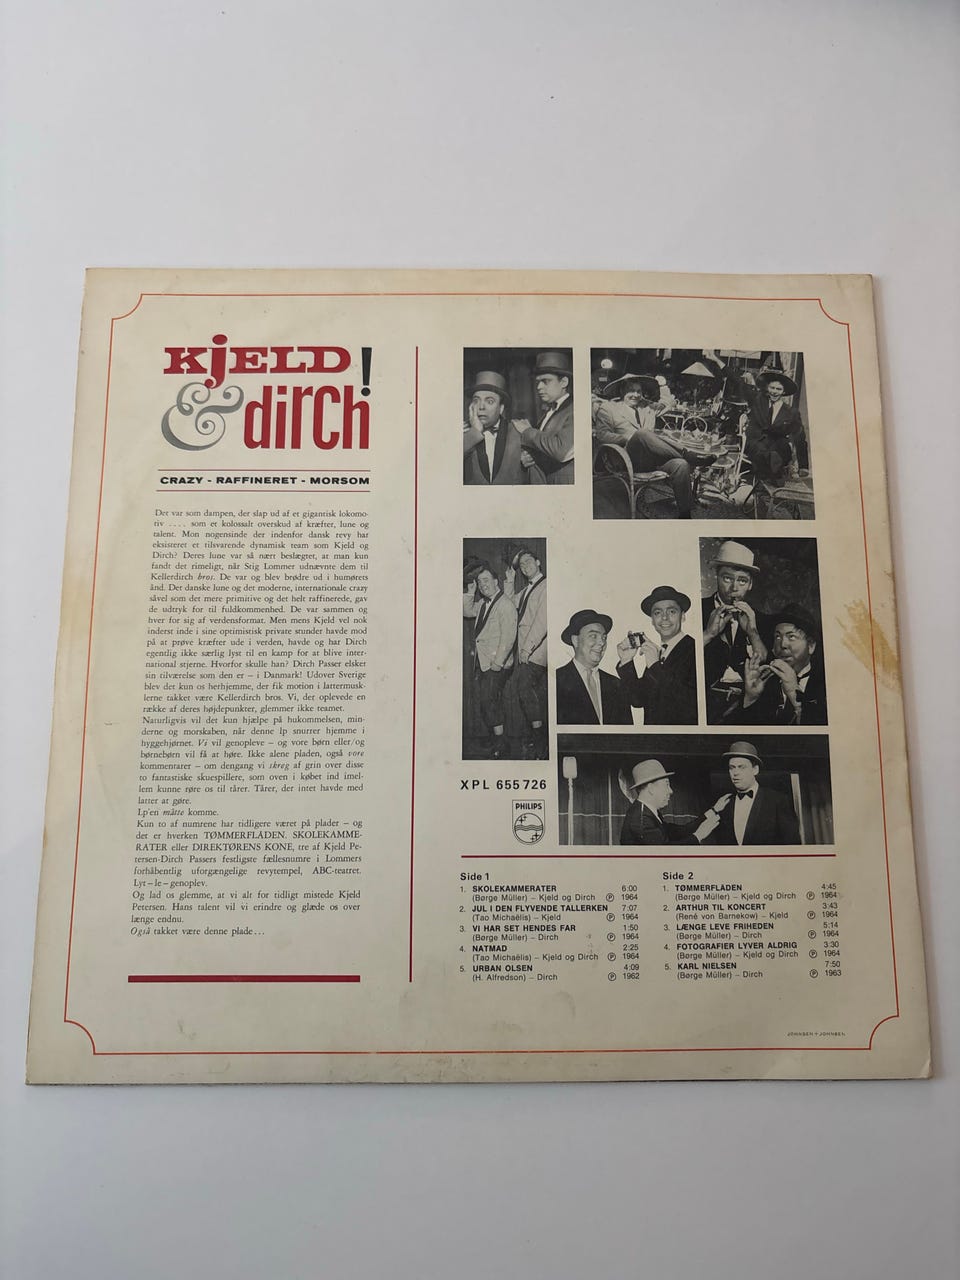 KJELD!
& dirch
CRAZY - RAFFINERET - MORSOM
Det var som dampen, der slap ud af et gigantisk lokomo-
tiv .... som et kolossalt overskud af kræfter, lune og
talent. Mon nogensinde der indenfor dansk revy har
eksisteret et tilsvarende dynamisk team som Kjeld og
Dirch? Deres lune var så nært beslægtet, at man kun
fandt det rimeligt, når Stig Lommer udnævnte dem til
Kellerdirch bros. De var og blev brødre ud i humørets
ånd. Det danske lune og det moderne, internationale crazy
såvel som det mere primitive og det helt raffinerede, gav
de udtryk for til fuldkommenhed. De var sammen og
hver for sig af verdensformat. Men mens Kjeld vel nok
inderst inde i sine optimistisk private stunder havde mod
på at prøve kræfter ude i verden, havde og har Dirch
egentlig ikke særlig lyst til en kamp for at blive inter-
national stjerne. Hvorfor skulle han? Dirch Passer elsker
sin tilværelse som den er – i Danmark! Udover Sverige
blev det kun os herhjemme, der fik motion i lattermusk-
lerne takket være Kellerdirch bros. Vi, der oplevede en
række af deres højdepunkter, glemmer ikke teamet.
Naturligvis vil det kun hjælpe på hukommelsen, min-
derne og morskaben, når denne lp snurrer hjemme i
hyggehjørnet. Vi vil genopleve – og vore børn eller/og
børnebørn vil få at høre. Ikke alene pladen, også vore
kommentarer – om dengang vi skreg af grin over disse
to fantastiske skuespillere, som oven i købet ind imel-
lem kunne røre os til tårer. Tårer, der intet havde med
latter at gøre.
Lp'en måtte komme.
Kun to af numrene har tidligere været på plader – og
det er hverken TØMMERFLÅDEN, SKOLEKAMME-
RATER eller DIREKTØRENS KONE, tre af Kjeld Pe-
tersen-Dirch Passers festligste fællesnumre i Lommers
forhåbentlig uforgængelige revytempel, ABC-teatret.
Lyt – le – genoplev.
Og lad os glemme, at vi alt for tidligt mistede Kjeld
Petersen. Hans talent vil vi erindre og glæde os over
længe endnu.
Også takket være denne plade...
XPL 655 726
PHILIPS
Side 1
1. SKOLEKAMMERATER 6:00
(Børge Müller) – Kjeld og Dirch ℗ 1964
2. JUL I DEN FLYVENDE TALLERKEN 7:07
(Tao Michaëlis) – Kjeld ℗ 1964
3. VI HAR SET HENDES FAR 1:50
(Børge Müller) – Dirch ℗ 1964
4. NATMAD 2:25
(Tao Michaëlis) – Kjeld og Dirch ℗ 1964
5. URBAN OLSEN 4:09
(H. Alfredson) – Dirch ℗ 1962
Side 2
1. TØMMERFLÅDEN 4:45
(Børge Müller) – Kjeld og Dirch ℗ 1964
2. ARTHUR TIL KONCERT 3:43
(René von Barnekow) – Kjeld ℗ 1964
3. LÆNGE LEVE FRIHEDEN 5:14
(Børge Müller) – Dirch ℗ 1964
4. FOTOGRAFIER LYVER ALDRIG 3:30
(Børge Müller) – Kjeld og Dirch ℗ 1964
5. KARL NIELSEN 7:50
(Børge Müller) – Dirch ℗ 1963
JOHNSEN + JOHNSEN